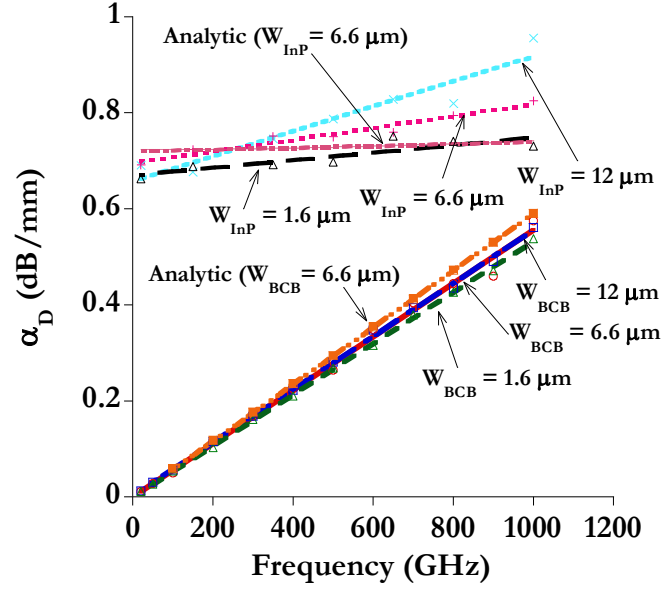 1
Analytic (W_InP = 6.6 μm)
0.8
W_InP = 12 μm
W_InP = 6.6 μm
W_InP = 1.6 μm
0.6
Analytic (W_BCB = 6.6 μm)
W_BCB = 12 μm
0.4
W_BCB = 6.6 μm
W_BCB = 1.6 μm
0.2
0
α_D (dB/mm)
0 200 400 600 800 1000 1200
Frequency (GHz)